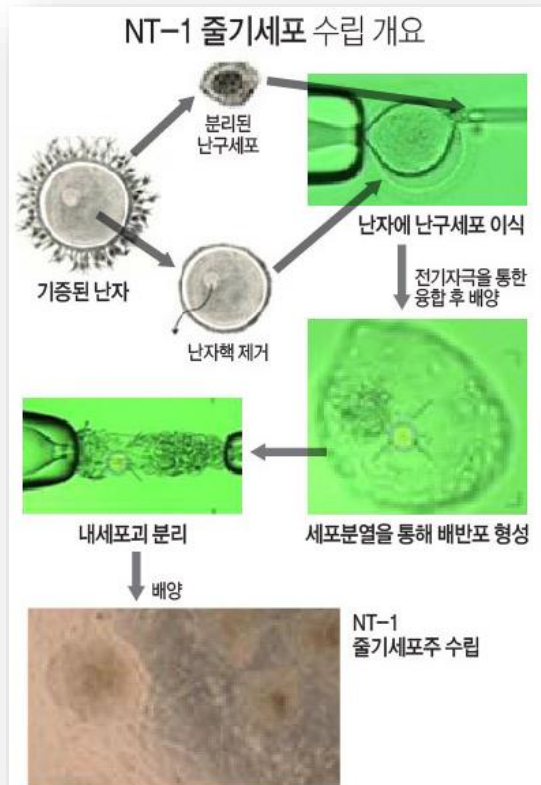 NT-1 줄기세포 수립 개요
분리된
난구세포
기증된 난자
난자핵 제거
난자에 난구세포 이식
전기자극을 통한
융합 후 배양
세포분열을 통해 배반포 형성
내세포괴 분리
배양
NT-1
줄기세포주 수립